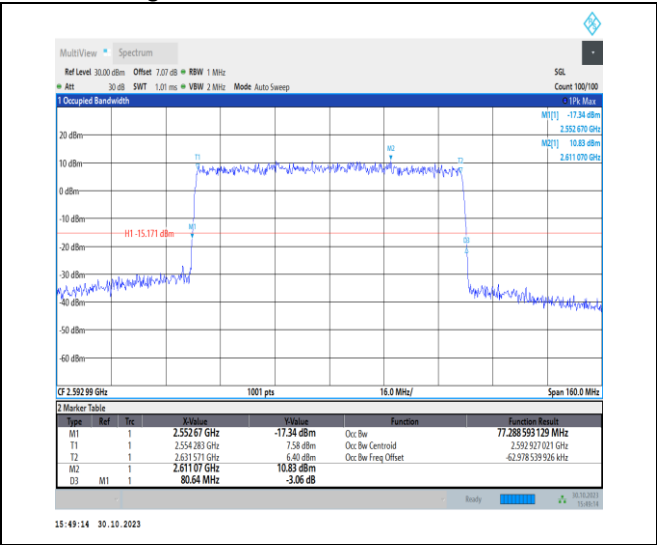 MultiView Spectrum
Ref Level 30.00 dBm Offset 7.07 dB RBW 1 MHz SGL
Att 30 dB SWT 1.01 ms VBW 2 MHz Mode Auto Sweep Count 100/100
1 Occupied Bandwidth 1Pk Max
M1[1] -17.34 dBm
2.552 670 GHz
M2[1] 10.83 dBm
2.611 070 GHz
20 dBm
M2
T1 T2
10 dBm
0 dBm
-10 dBm
M1
H1 -15.171 dBm
D3
-20 dBm
-30 dBm
-40 dBm
-50 dBm
-60 dBm
CF 2.592 99 GHz 1001 pts 16.0 MHz/ Span 160.0 MHz
2 Marker Table
Type Ref Trc X-Value Y-Value Function Function Result
M1 1 2.552 67 GHz -17.34 dBm Occ Bw 77.288 593 129 MHz
T1 1 2.554 283 GHz 7.58 dBm Occ Bw Centroid 2.592 927 021 GHz
T2 1 2.631 571 GHz 6.40 dBm Occ Bw Freq Offset -62.978 539 926 kHz
M2 1 2.611 07 GHz 10.83 dBm
D3 M1 1 80.64 MHz -3.06 dB
Ready 30.10.2023
15:49:14
15:49:14 30.10.2023